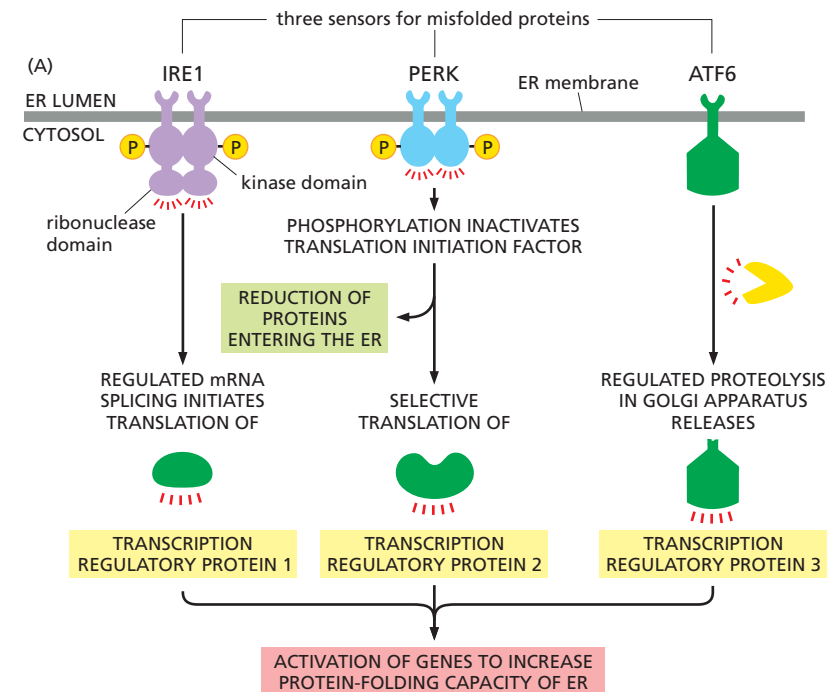 three sensors for misfolded proteins
(A)
IRE1
PERK
ATF6
ER membrane
ER LUMEN
CYTOSOL
P
P
P
P
kinase domain
ribonuclease
domain
PHOSPHORYLATION INACTIVATES
TRANSLATION INITIATION FACTOR
REDUCTION OF
PROTEINS
ENTERING THE ER
REGULATED mRNA
SPLICING INITIATES
TRANSLATION OF
SELECTIVE
TRANSLATION OF
REGULATED PROTEOLYSIS
IN GOLGI APPARATUS
RELEASES
TRANSCRIPTION
REGULATORY PROTEIN 1
TRANSCRIPTION
REGULATORY PROTEIN 2
TRANSCRIPTION
REGULATORY PROTEIN 3
ACTIVATION OF GENES TO INCREASE
PROTEIN-FOLDING CAPACITY OF ER